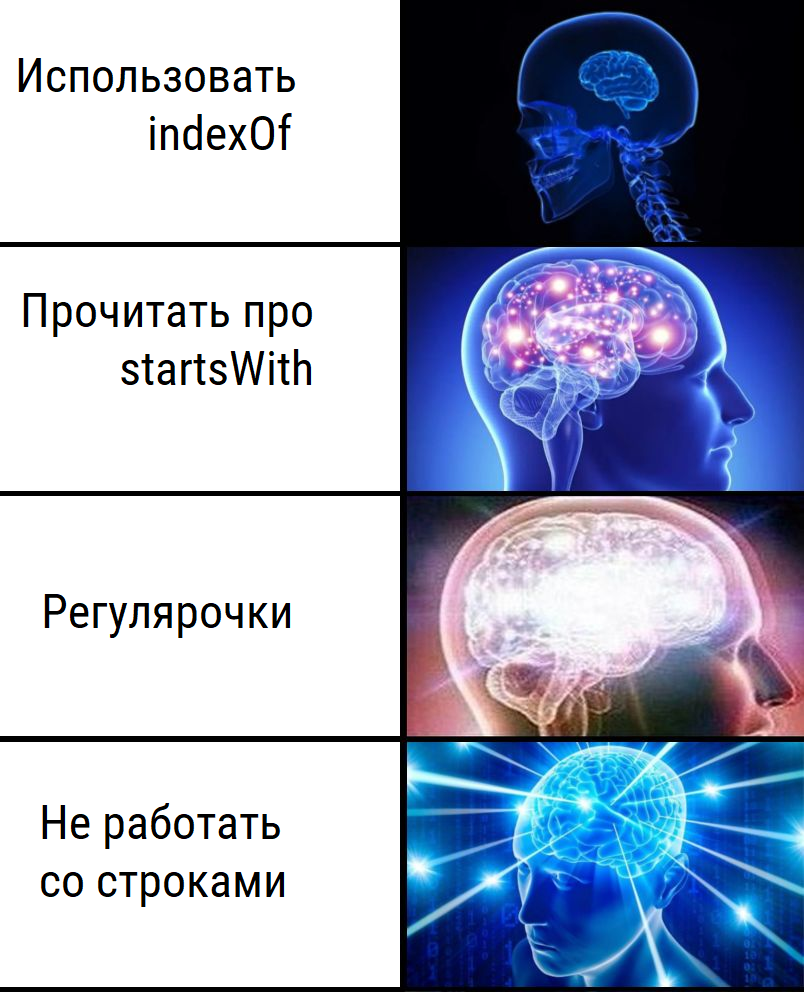 Использовать
indexOf
Прочитать про
startsWith
Регулярочки
Не работать
со строками